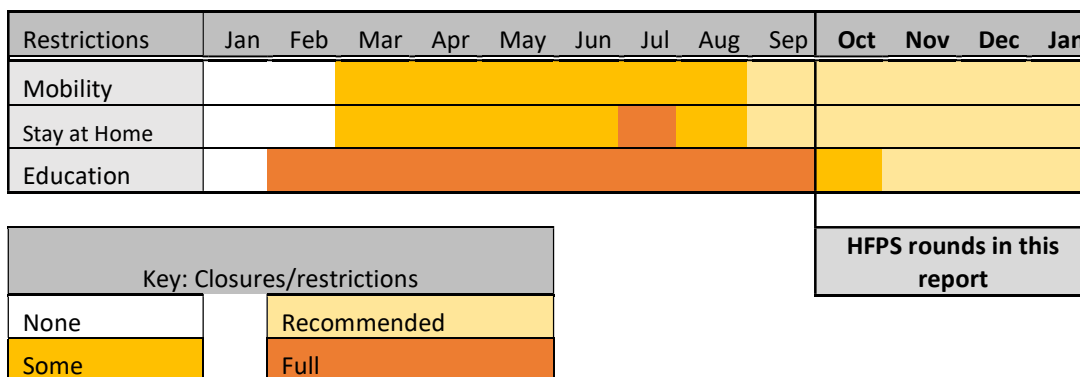 Restrictions Jan Feb Mar Apr May Jun Jul Aug Sep Oct Nov Dec Jan
Mobility
Stay at Home
Education
HFPS rounds in this
report
Key: Closures/restrictions
None Recommended
Some Full